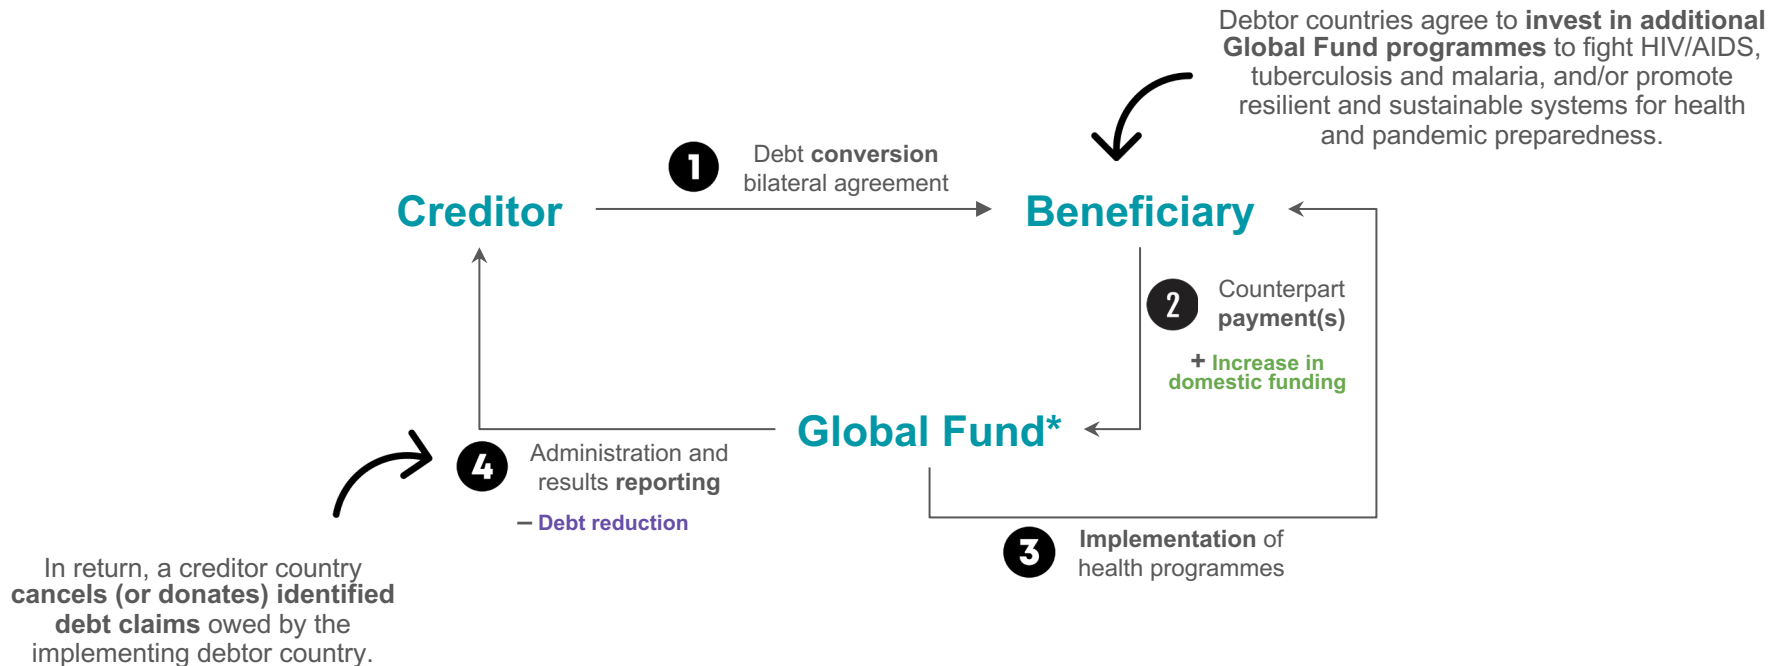 Debtor countries agree to invest in additional
Global Fund programmes to fight HIV/AIDS,
tuberculosis and malaria, and/or promote
resilient and sustainable systems for health
and pandemic preparedness.
1
Debt conversion
bilateral agreement
Creditor
Beneficiary
2
Counterpart
payment(s)
+ Increase in
domestic funding
Global Fund*
4
Administration and
results reporting
– Debt reduction
3
Implementation of
health programmes
In return, a creditor country
cancels (or donates) identified
debt claims owed by the
implementing debtor country.